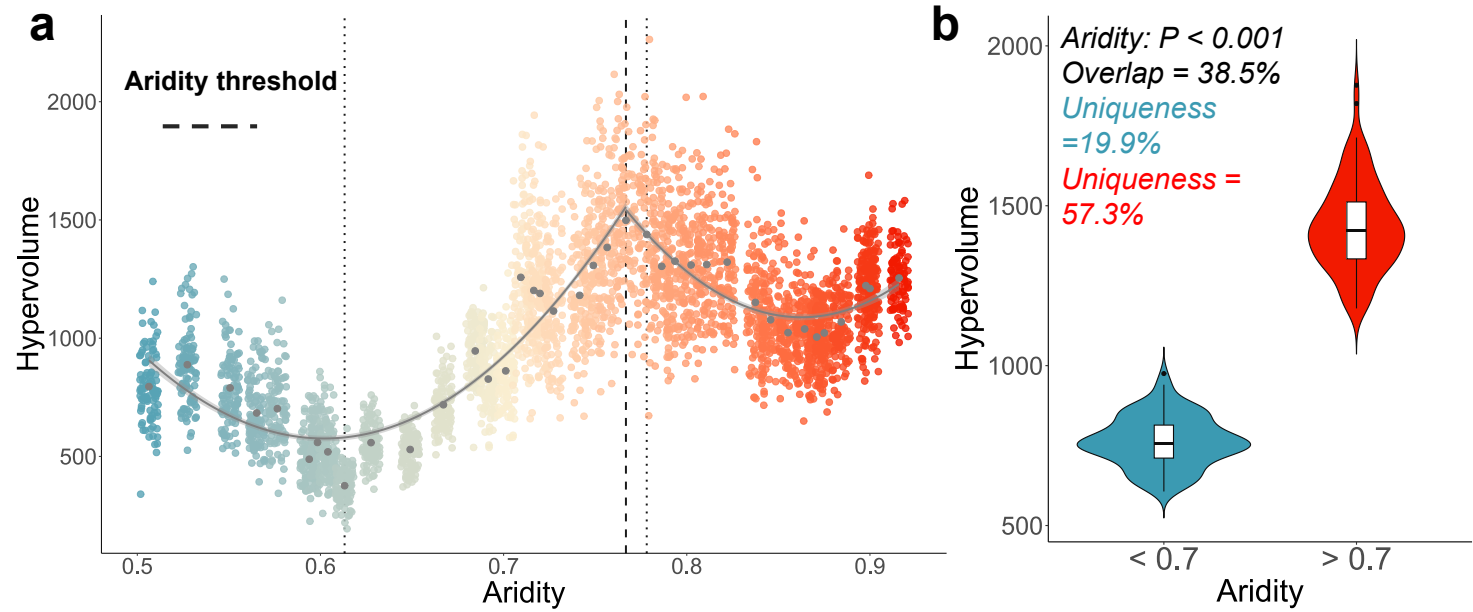 a
Aridity threshold
2000
1500
1000
500
Hypervolume
0.5
0.6
0.7
0.8
0.9
Aridity
b
Aridity: P < 0.001
Overlap = 38.5%
Uniqueness
=19.9%
Uniqueness =
57.3%
2000
1500
1000
500
Hypervolume
< 0.7
> 0.7
Aridity